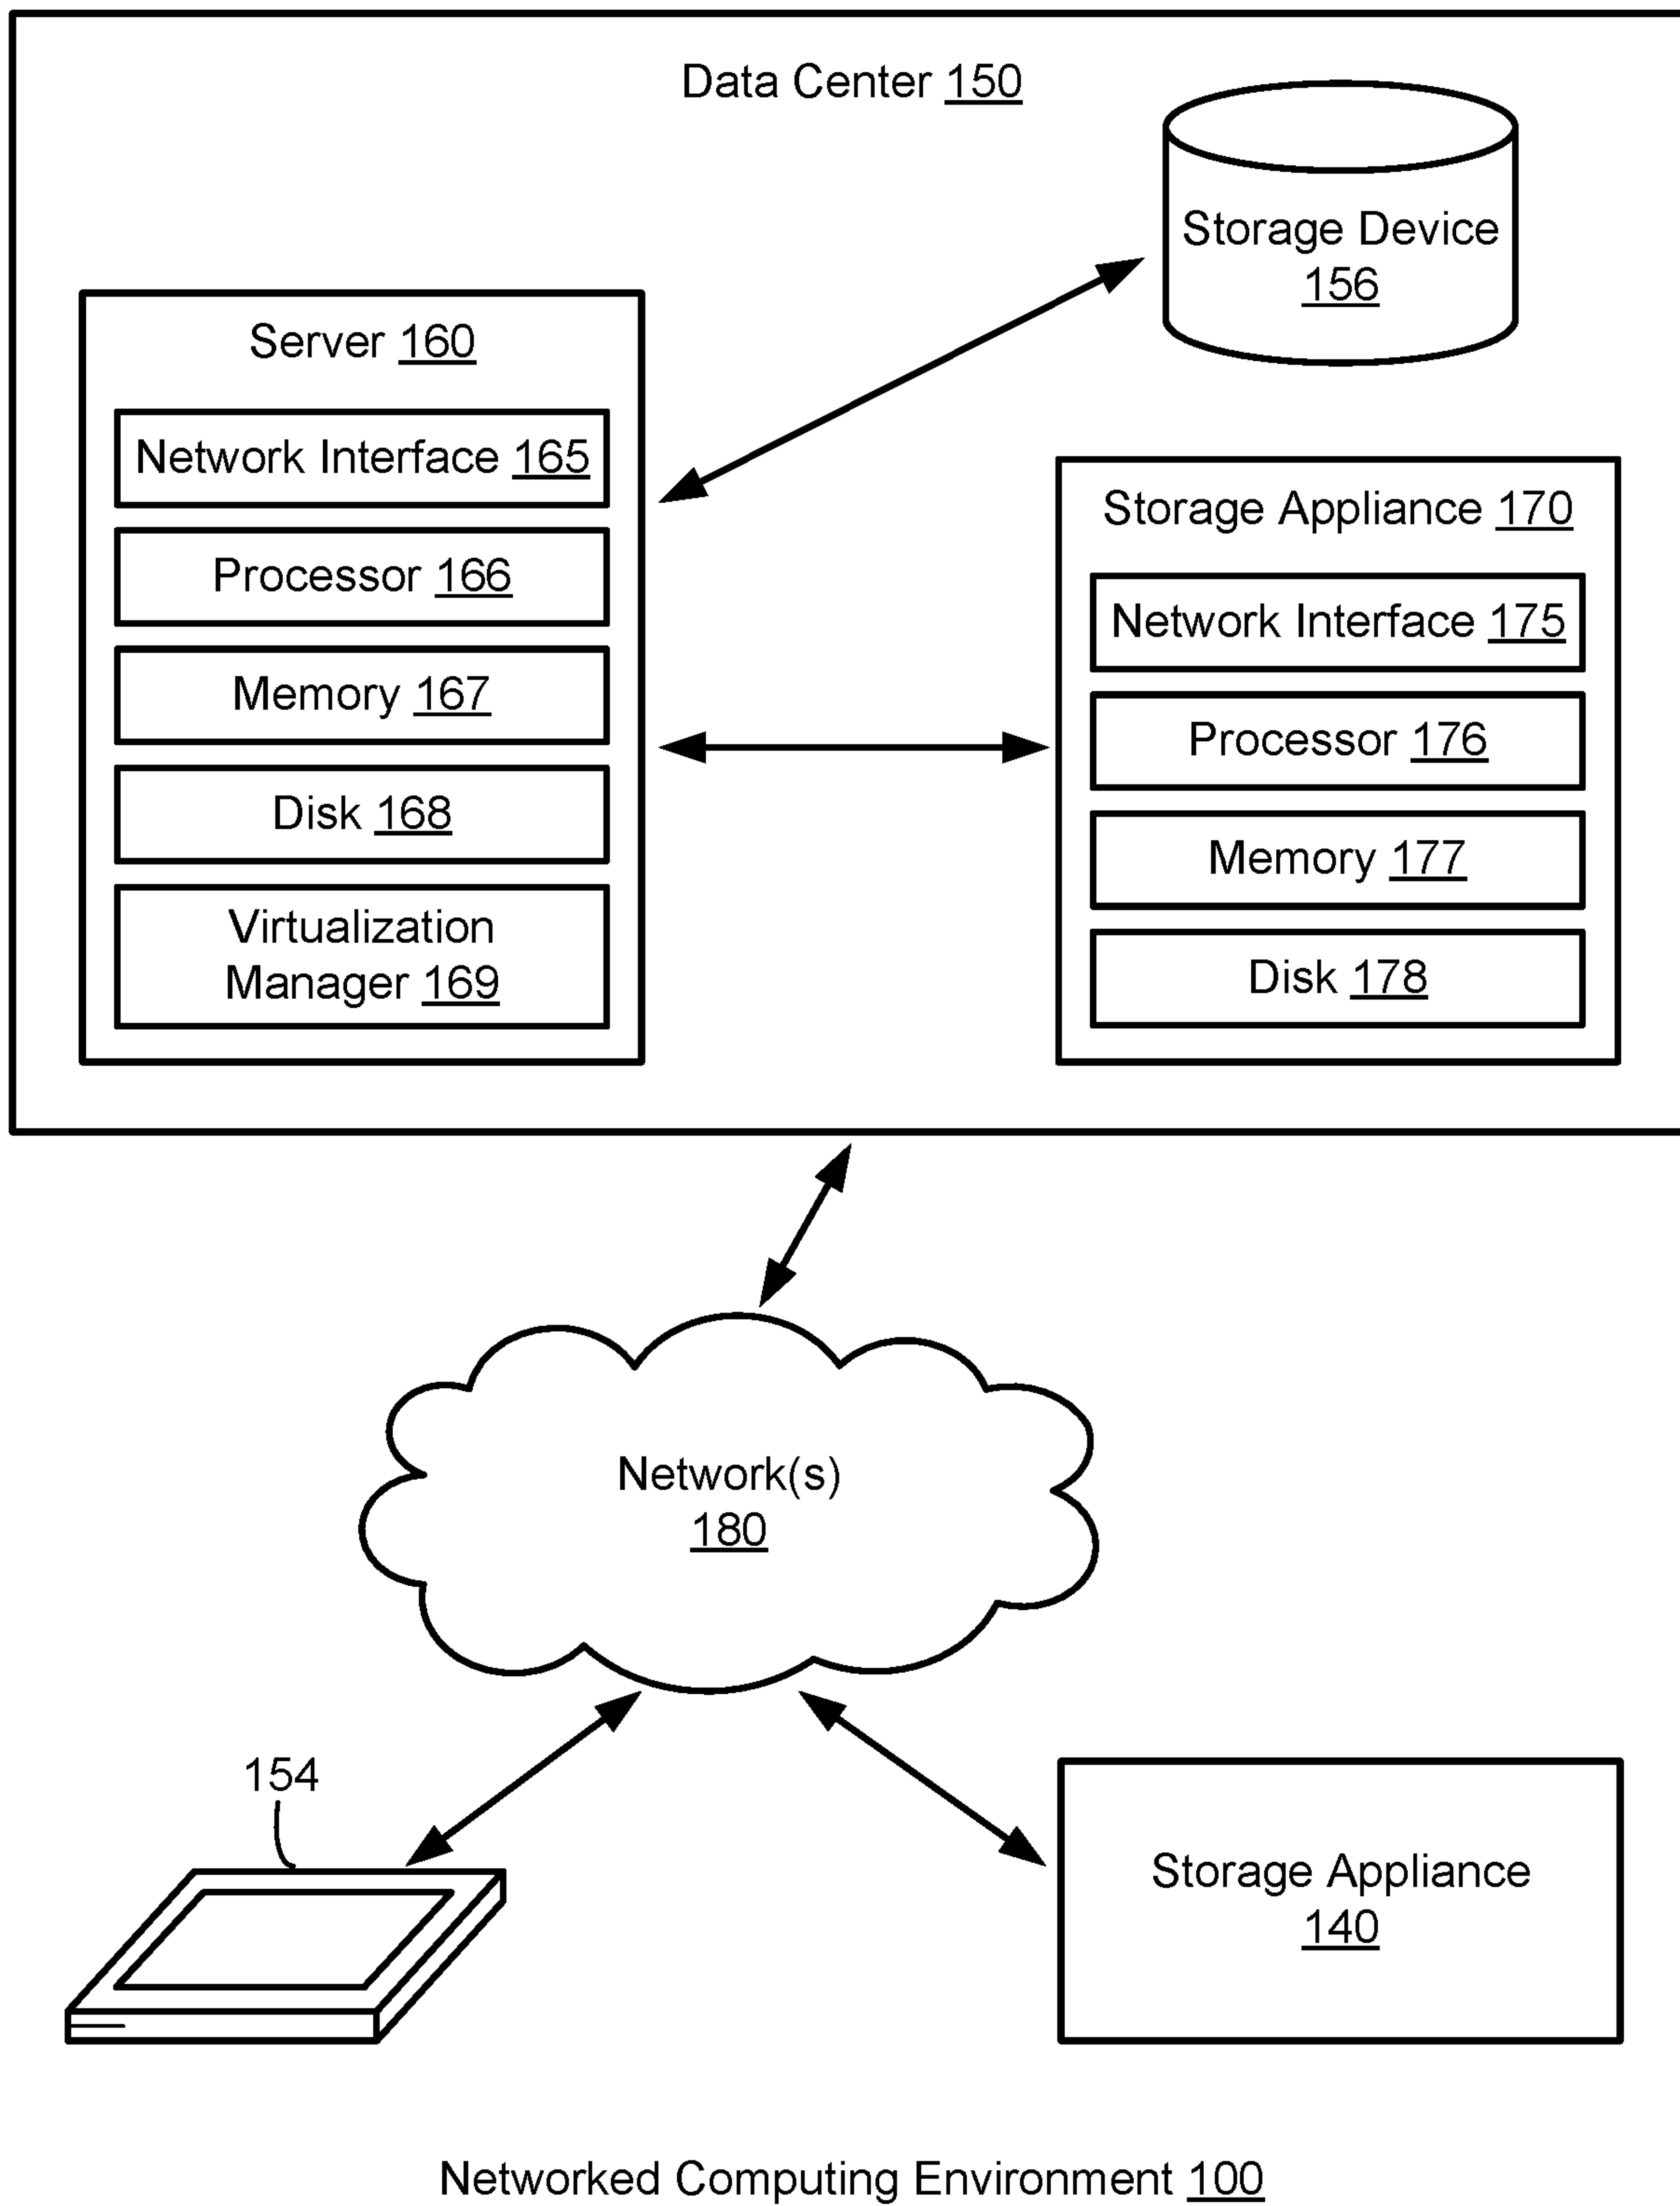 Data Center 150
Storage Device
156
Server 160
Network Interface 165
Processor 166
Memory 167
Disk 168
Virtualization
Manager 169
Storage Appliance 170
Network Interface 175
Processor 176
Memory 177
Disk 178
Network(s)
180
154
Storage Appliance
140
Networked Computing Environment 100